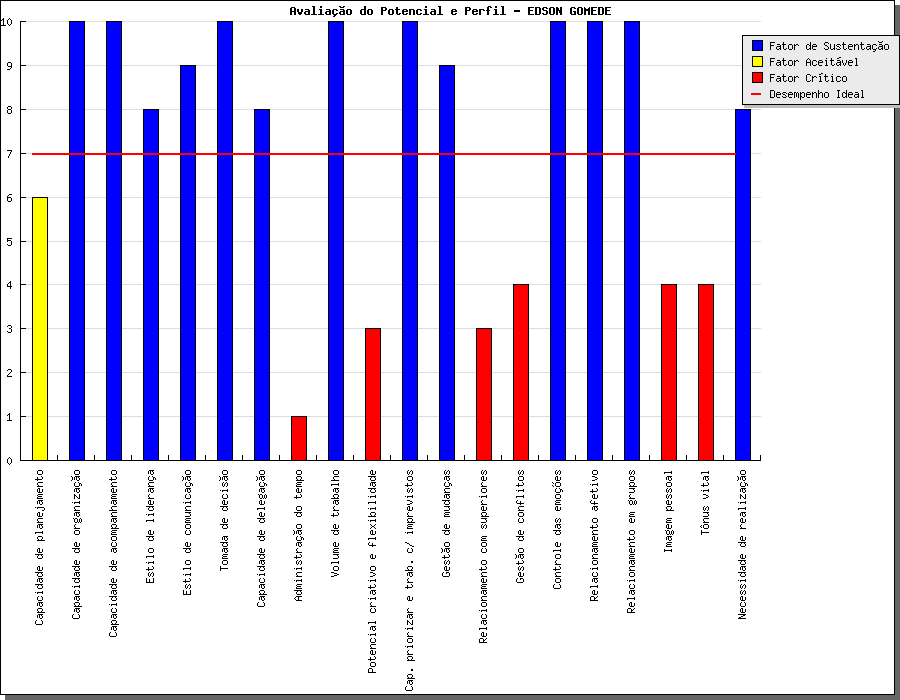 Avaliação do Potencial e Perfil - EDSON GOMEDE
Fator de Sustentação
Fator Aceitável
Fator Crítico
Desempenho Ideal
10
9
8
7
6
5
4
3
2
1
0
Capacidade de planejamento
Capacidade de organização
Capacidade de acompanhamento
Estilo de liderança
Estilo de comunicação
Tomada de decisão
Capacidade de delegação
Administração do tempo
Volume de trabalho
Potencial criativo e flexibilidade
Cap. priorizar e trab. c/ imprevistos
Gestão de mudanças
Relacionamento com superiores
Gestão de conflitos
Controle das emoções
Relacionamento afetivo
Relacionamento em grupos
Imagem pessoal
Tônus vital
Necessidade de realização